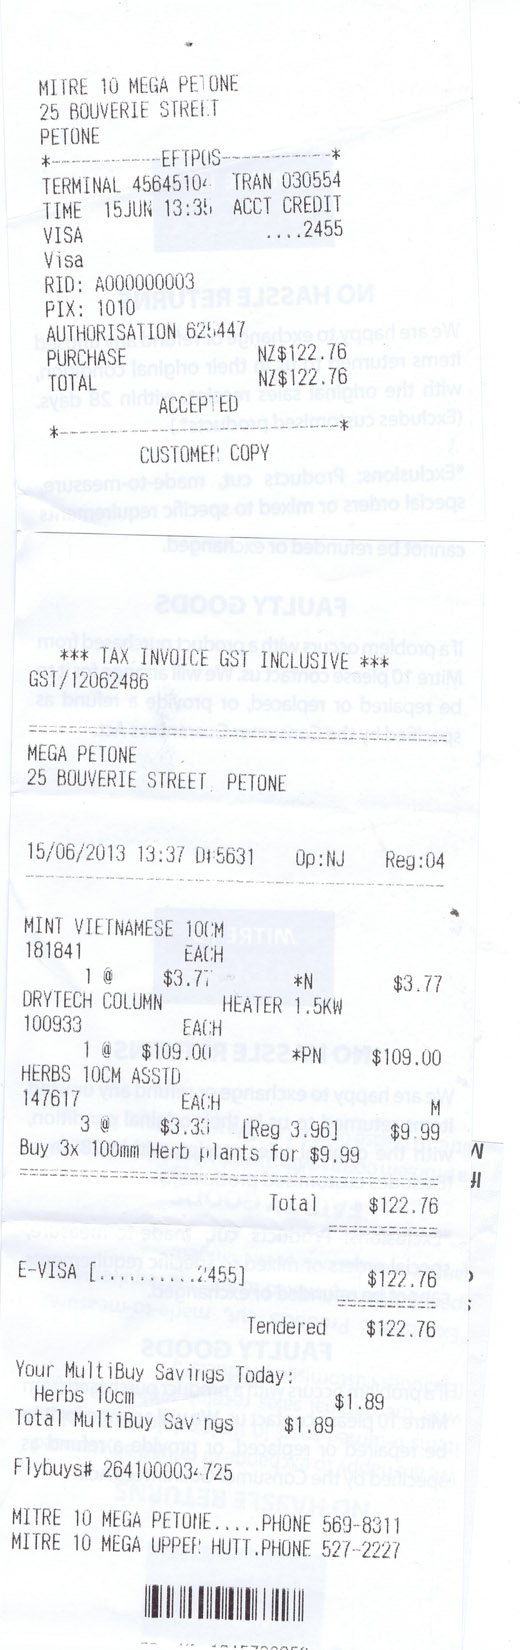 MITRE 10 MEGA PETONE
25 BOUVERIE STREET
PETONE
*-----------EFTPOS-----------*
TERMINAL 4564510 TRAN 030554
TIME 15JUN 13:35 ACCT CREDIT
VISA ....2455
Visa
RID: A000000003
PIX: 1010
AUTHORISATION 625447
PURCHASE NZ$122.76
TOTAL NZ$122.76
ACCEPTED
*----------------------------*
CUSTOMER COPY
*** TAX INVOICE GST INCLUSIVE ***
GST/12062486
MEGA PETONE
25 BOUVERIE STREET, PETONE
15/06/2013 13:37 D#5631 Op:NJ Reg:04
MINT VIETNAMESE 10CM
181841 EACH
1 @ $3.77 *N $3.77
DRYTECH COLUMN HEATER 1.5KW
100933 EACH
1 @ $109.00 *PN $109.00
HERBS 10CM ASSTD
147617 EACH M
3 @ $3.33 [Reg 3.96] $9.99
Buy 3x 100mm Herb plants for $9.99
Total $122.76
E-VISA [..........2455] $122.76
Tendered $122.76
Your MultiBuy Savings Today:
Herbs 10cm $1.89
Total MultiBuy Savings $1.89
Flybuys# 2641000034725
MITRE 10 MEGA PETONE.....PHONE 569-8311
MITRE 10 MEGA UPPER HUTT.PHONE 527-2227